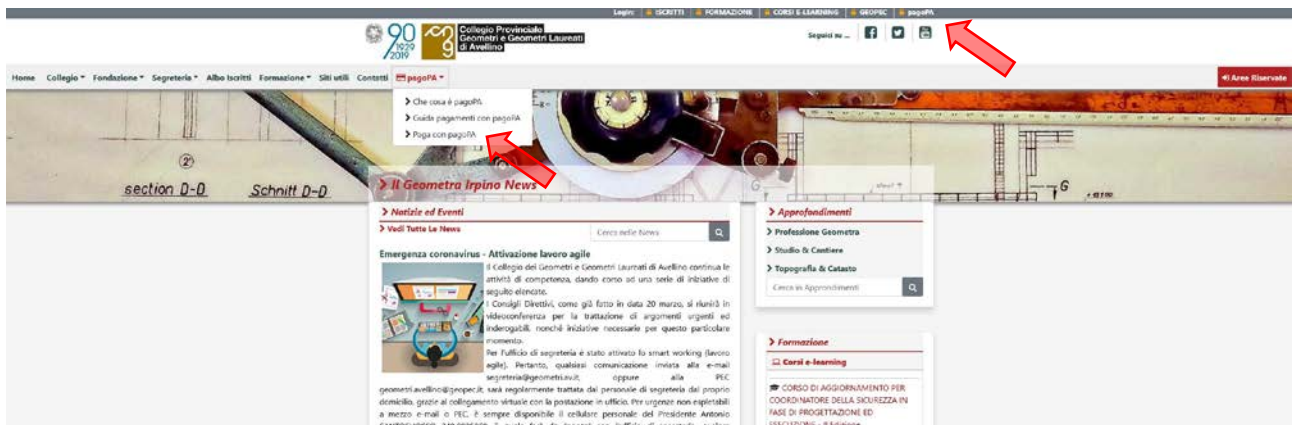 Login: ISCRITTI FORMAZIONE CORSI E-LEARNING GEOPEC pagoPA
90
1929
2019
Collegio Provinciale
Geometri e Geometri Laureati
di Avellino
Seguici su ...
Home Collegio Fondazione Segreteria Albo Iscritti Formazione Siti utili Contatti pagoPA Aree Riservate
Che cosa è pagoPA
Guida pagamenti con pagoPA
Paga con pagoPA
2
section D-D Schnitt D-D
G G
Il Geometra Irpino News
Notizie ed Eventi
Vedi Tutte Le News
Cerca nelle News
Emergenza coronavirus - Attivazione lavoro agile
Il Collegio dei Geometri e Geometri Laureati di Avellino continua le
attività di competenza, dando corso ad una serie di iniziative di
seguito elencate.
I Consigli Direttivi, come già fatto in data 20 marzo, si riunirà in
videoconferenza per la trattazione di argomenti urgenti ed
inderogabili, nonché iniziative necessarie per questo particolare
momento.
Per l'ufficio di segreteria è stato attivato lo smart working (lavoro
agile). Pertanto, qualsiasi comunicazione inviata alla e-mail
segreteria@geometri.av.it, oppure alla PEC
geometri.avellino@geopec.it, sarà regolarmente trattata dal personale di segreteria dal proprio
domicilio, grazie al collegamento virtuale con la postazione in ufficio. Per urgenze non espletabili
a mezzo e-mail o PEC, è sempre disponibile il cellulare personale del Presidente Antonio
Approfondimenti
Professione Geometra
Studio & Cantiere
Topografia & Catasto
Cerca in Approfondimenti
Formazione
Corsi e-learning
CORSO DI AGGIORNAMENTO PER
COORDINATORE DELLA SICUREZZA IN
FASE DI PROGETTAZIONE ED